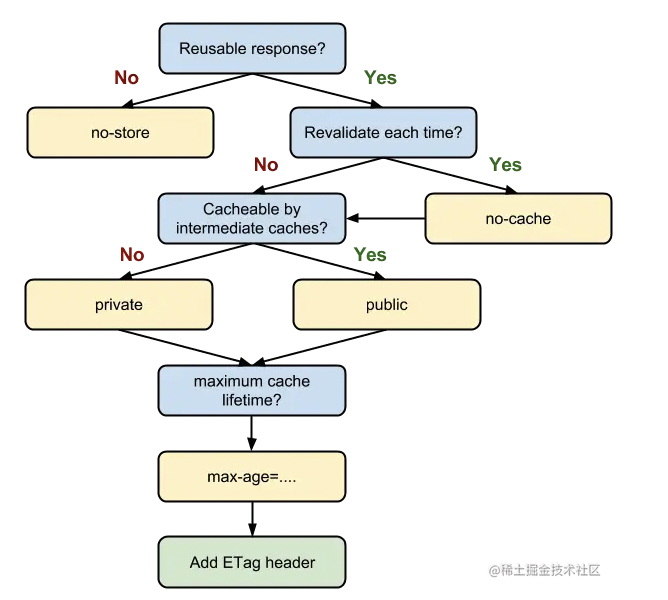 Reusable response?
No
Yes
no-store
Revalidate each time?
No
Yes
Cacheable by
intermediate caches?
no-cache
No
Yes
private
public
maximum cache
lifetime?
max-age=....
Add ETag header
@稀土掘金技术社区